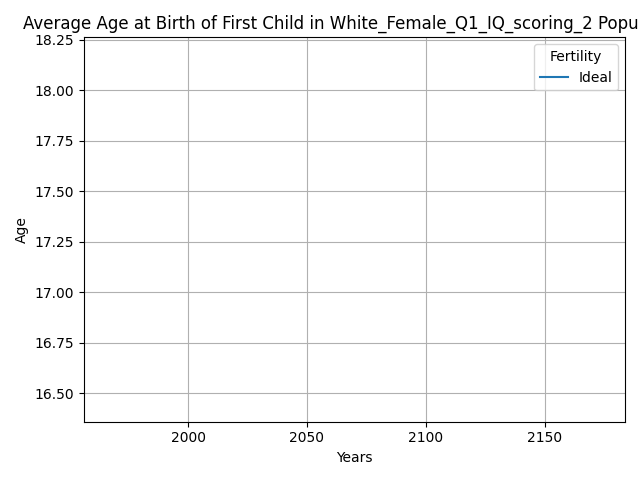 Average Age at Birth of First Child in White_Female_Q1_IQ_scoring_2 Popu
Fertility
Ideal
18.25
18.00
17.75
17.50
17.25
17.00
16.75
16.50
Age
2000 2050 2100 2150
Years